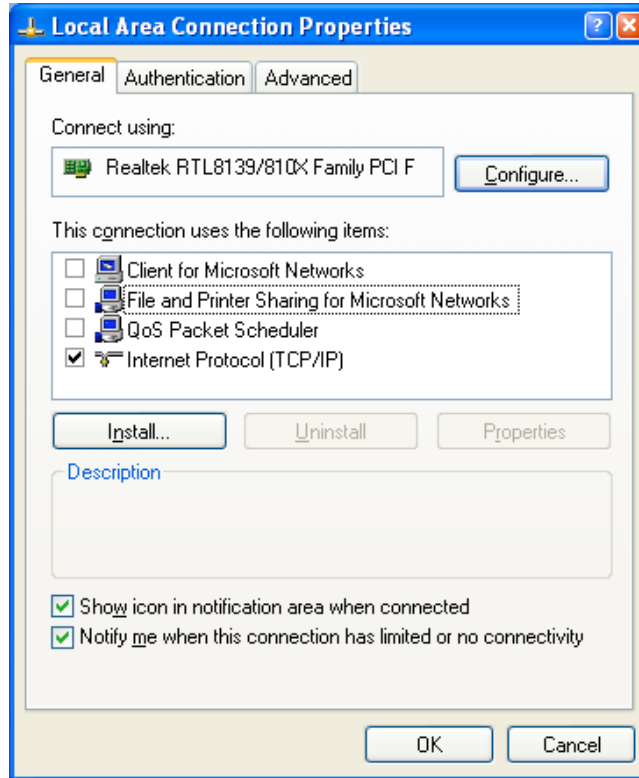 Local Area Connection Properties
General Authentication Advanced
Connect using:
Realtek RTL8139/810X Family PCI F
Configure...
This connection uses the following items:
Client for Microsoft Networks
File and Printer Sharing for Microsoft Networks
QoS Packet Scheduler
Internet Protocol (TCP/IP)
Install... Uninstall Properties
Description
Show icon in notification area when connected
Notify me when this connection has limited or no connectivity
OK Cancel